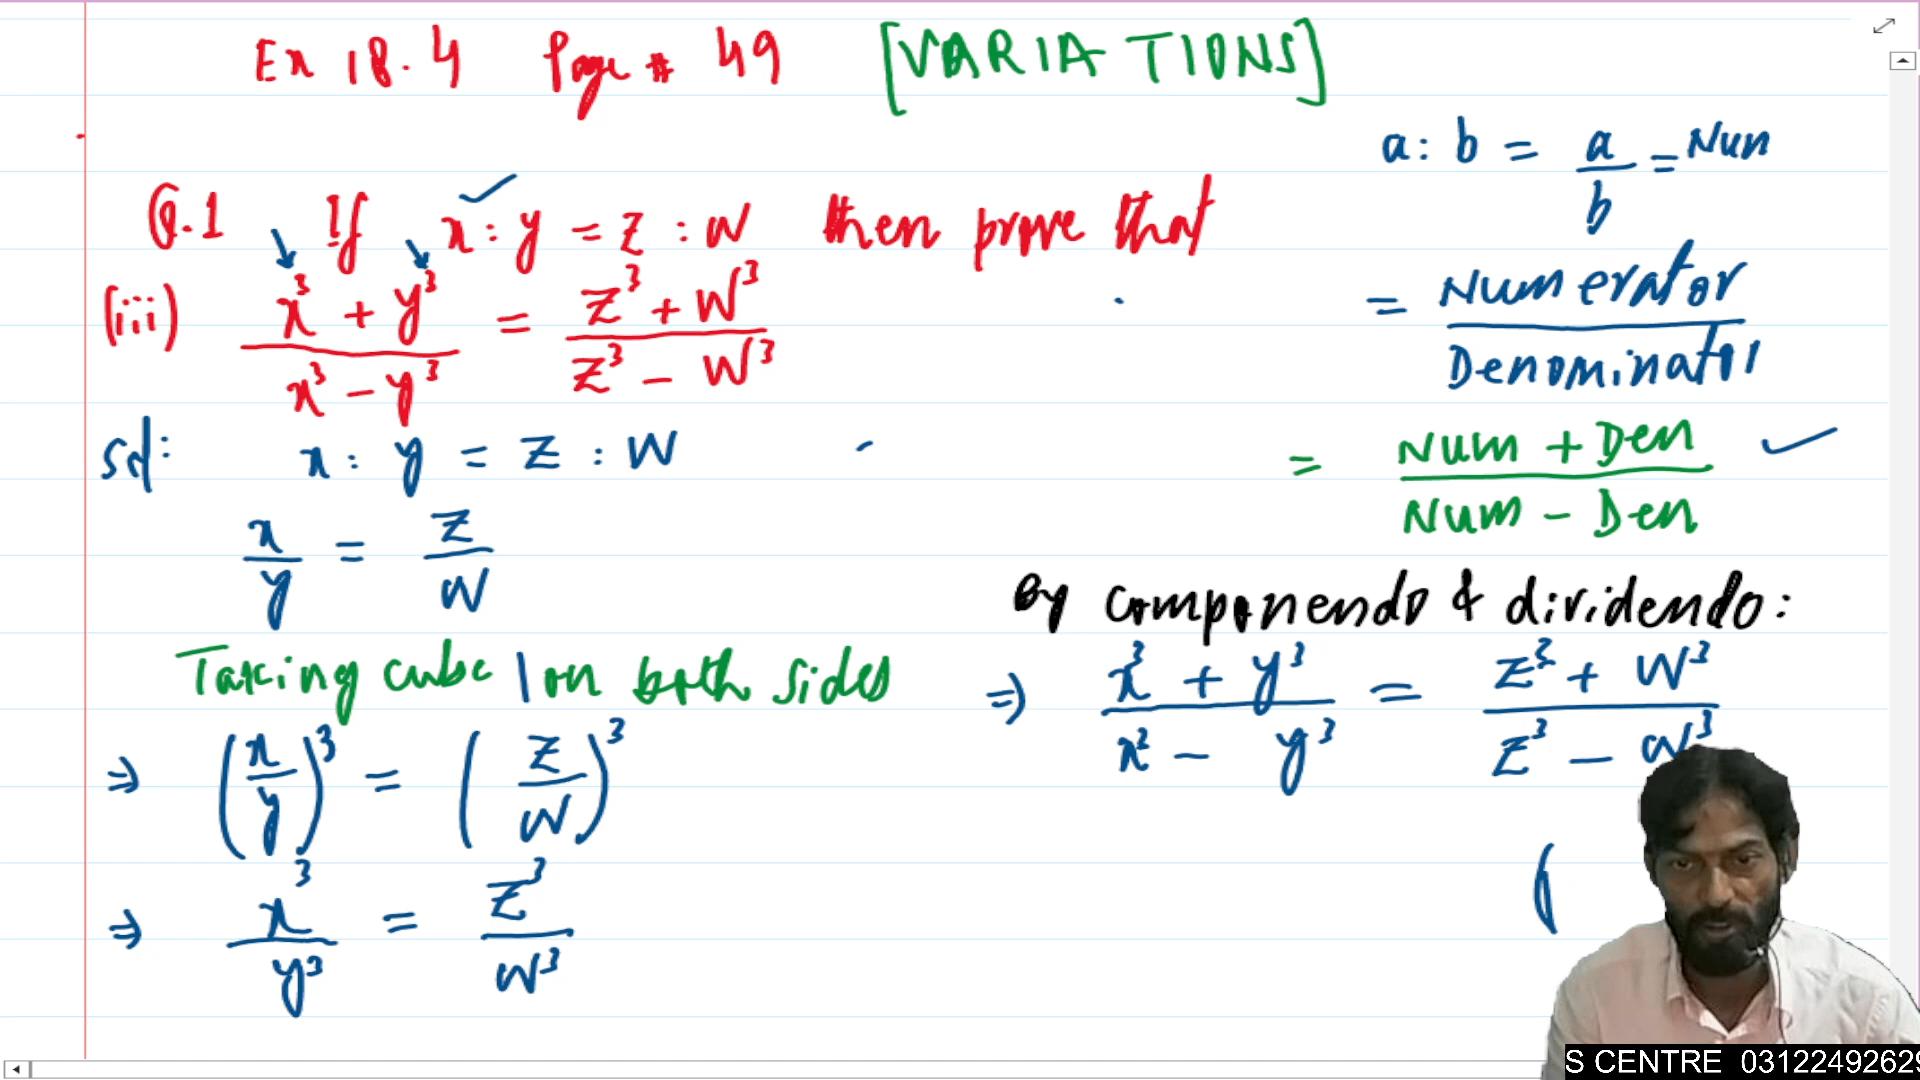 Ex 18.4 Page # 49 [VARIATIONS]
a : b = a/b = Num
= Numerator/Denominator
= Num + Den/Num - Den
Q.1 If x : y = z : w then prove that
(iii) x³ + y³/x³ - y³ = z³ + w³/z³ - w³
Sol: x : y = z : w
x/y = z/w
Taking cube on both sides
⇒ (x/y)³ = (z/w)³
⇒ x³/y³ = z³/w³
By componendo & dividendo:
⇒ x³ + y³/x³ - y³ = z³ + w³/z³ - w³
S CENTRE 03122492629